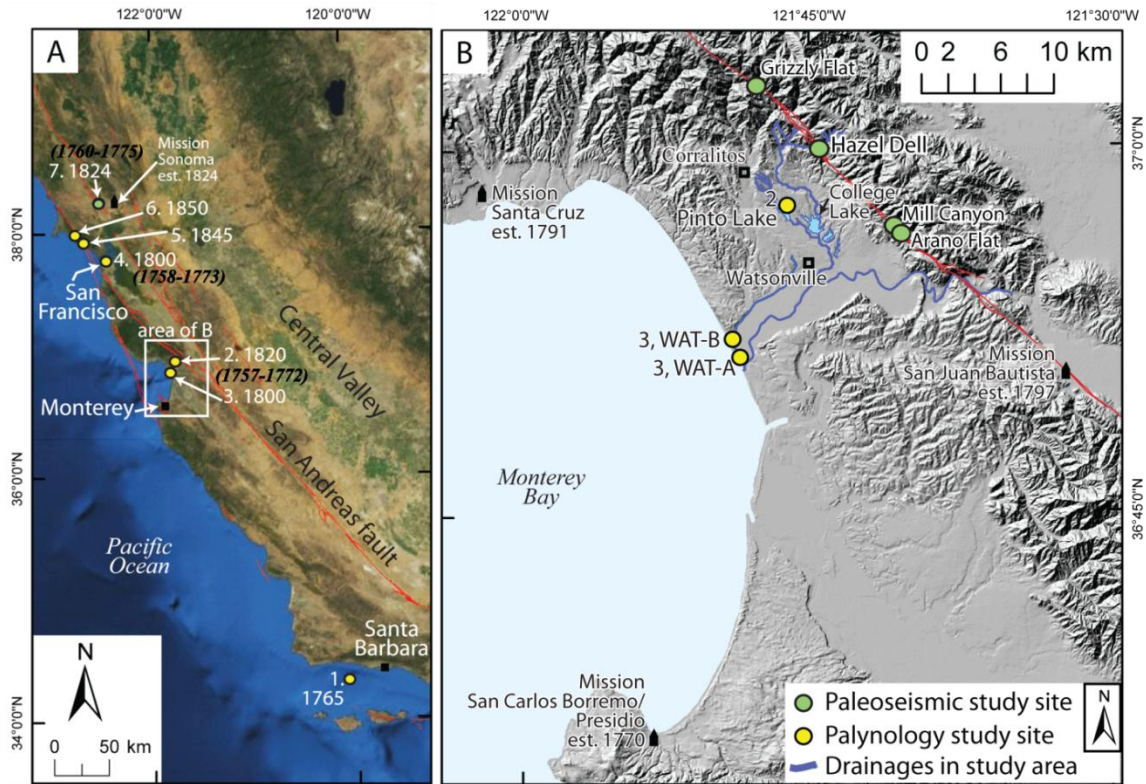 122°0'0"W
120°0'0"W
A
(1760-1775)
7. 1824
Mission
Sonoma
est. 1824
6. 1850
5. 1845
4. 1800
(1758-1773)
San
Francisco
38°0'0"N
Central Valley
area of B
2. 1820
(1757-1772)
3. 1800
Monterey
San Andreas fault
36°0'0"N
Pacific
Ocean
Santa
Barbara
1.
1765
34°0'0"N
N
0 50 km
122°0'0"W
121°45'0"W
121°30'0"W
B
0 2 6 10 km
Grizzly Flat
Hazel Dell
37°0'0"N
Corralitos
Mission
Santa Cruz
est. 1791
2
Pinto Lake
College
Lake
Mill Canyon
Arano Flat
Watsonville
3, WAT-B
3, WAT-A
Mission
San Juan Bautista
est. 1797
Monterey
Bay
36°45'0"N
Mission
San Carlos Borremo/
Presidio
est. 1770
Paleoseismic study site
Palynology study site
Drainages in study area
N